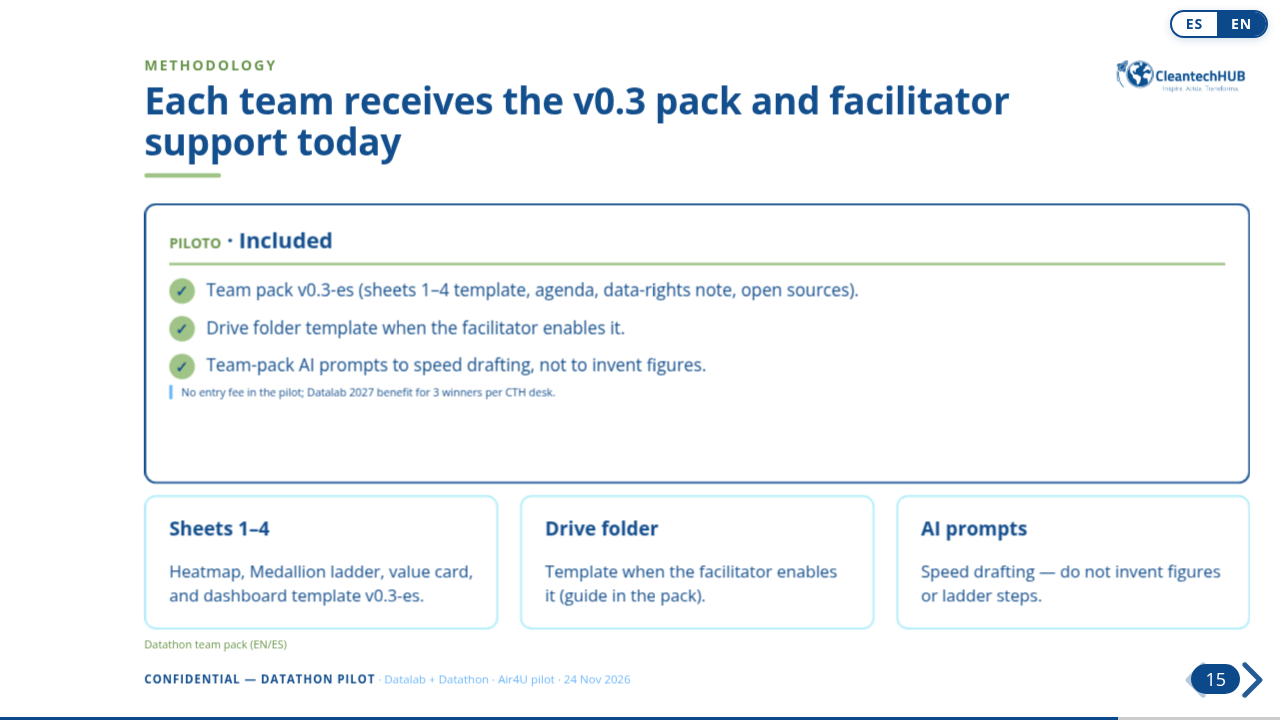 ES EN
METHODOLOGY
Each team receives the v0.3 pack and facilitator
support today
CleantechHUB
Inspire. Actúa. Transforma.
PILOTO · Included
✓ Team pack v0.3-es (sheets 1–4 template, agenda, data-rights note, open sources).
✓ Drive folder template when the facilitator enables it.
✓ Team-pack AI prompts to speed drafting, not to invent figures.
No entry fee in the pilot; Datalab 2027 benefit for 3 winners per CTH desk.
Sheets 1–4
Heatmap, Medallion ladder, value card,
and dashboard template v0.3-es.
Drive folder
Template when the facilitator enables
it (guide in the pack).
AI prompts
Speed drafting — do not invent figures
or ladder steps.
Datathon team pack (EN/ES)
CONFIDENTIAL — DATATHON PILOT · Datalab + Datathon · Air4U pilot · 24 Nov 2026
15